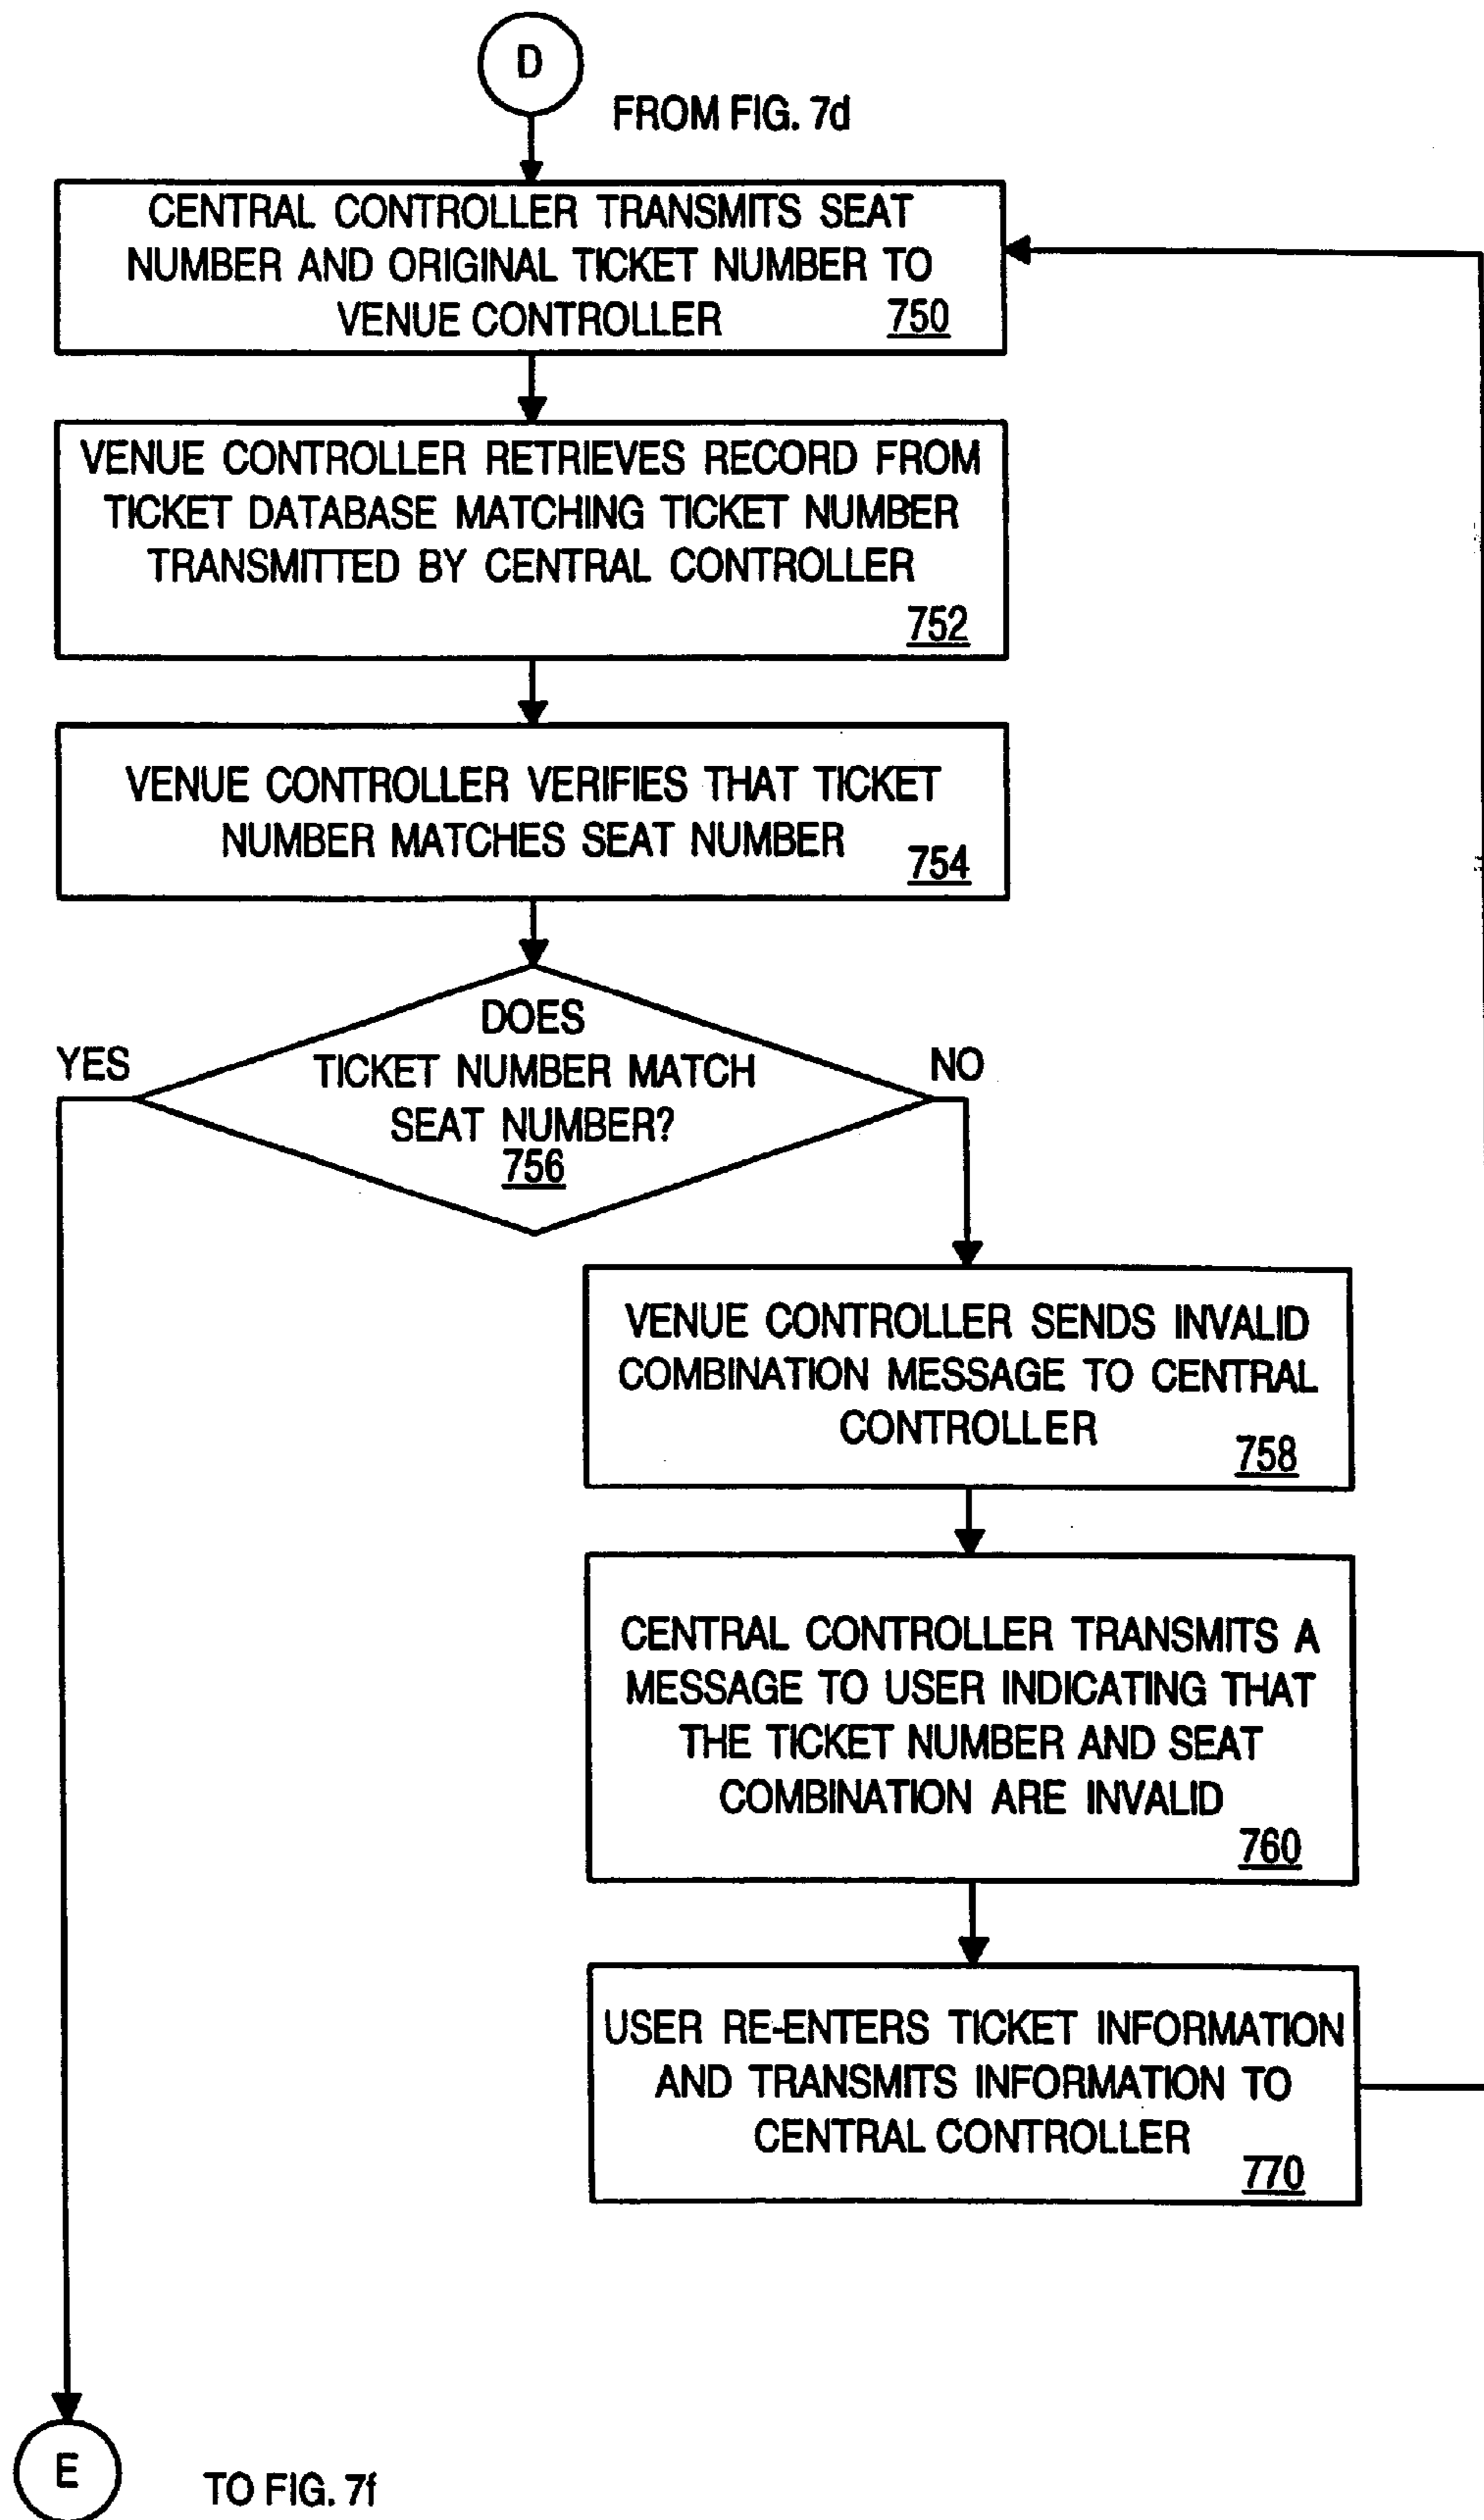 D
FROM FIG. 7d
CENTRAL CONTROLLER TRANSMITS SEAT
NUMBER AND ORIGINAL TICKET NUMBER TO
VENUE CONTROLLER 750
VENUE CONTROLLER RETRIEVES RECORD FROM
TICKET DATABASE MATCHING TICKET NUMBER
TRANSMITTED BY CENTRAL CONTROLLER
752
VENUE CONTROLLER VERIFIES THAT TICKET
NUMBER MATCHES SEAT NUMBER
754
DOES
TICKET NUMBER MATCH
SEAT NUMBER?
756
YES
NO
VENUE CONTROLLER SENDS INVALID
COMBINATION MESSAGE TO CENTRAL
CONTROLLER
758
CENTRAL CONTROLLER TRANSMITS A
MESSAGE TO USER INDICATING THAT
THE TICKET NUMBER AND SEAT
COMBINATION ARE INVALID
760
USER RE-ENTERS TICKET INFORMATION
AND TRANSMITS INFORMATION TO
CENTRAL CONTROLLER
770
E
TO FIG. 7f